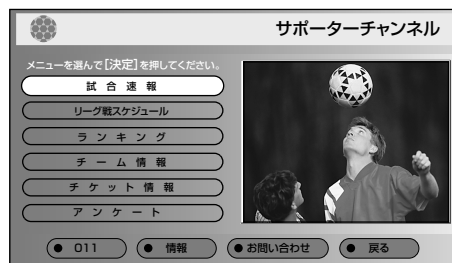 サポーターチャンネル
メニューを選んで[決定]を押してください。
試合速報
リーグ戦スケジュール
ランキング
チーム情報
チケット情報
アンケート
● 011 ● 情報 ● お問い合わせ ● 戻る